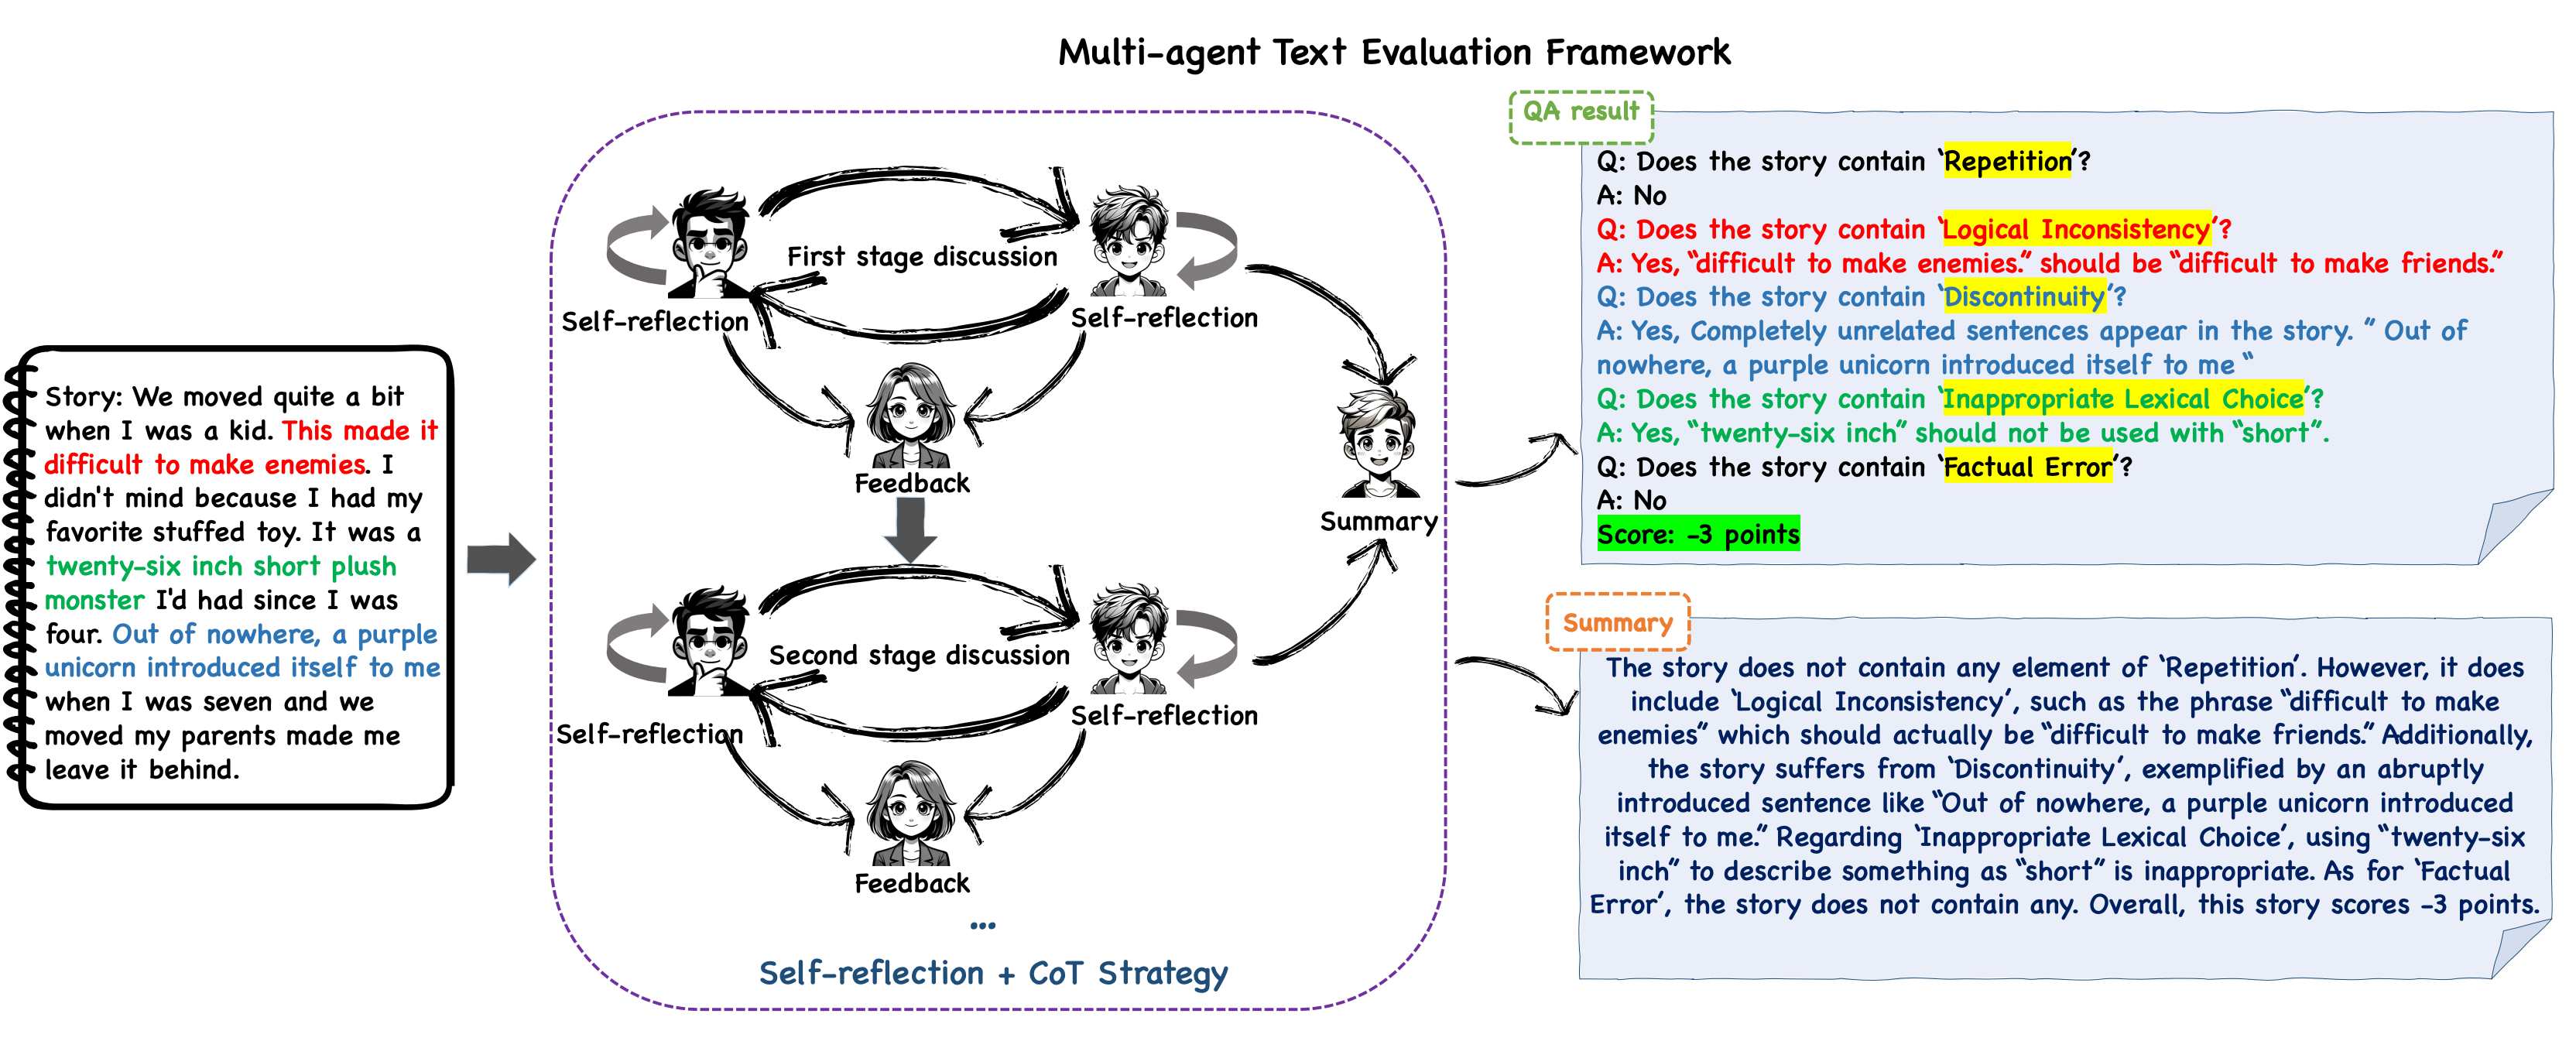 Multi-agent Text Evaluation Framework
Story: We moved quite a bit
when I was a kid. This made it
difficult to make enemies. I
didn't mind because I had my
favorite stuffed toy. It was a
twenty-six inch short plush
monster I'd had since I was
four. Out of nowhere, a purple
unicorn introduced itself to me
when I was seven and we
moved my parents made me
leave it behind.
First stage discussion
Self-reflection
Self-reflection
Feedback
Second stage discussion
Self-reflection
Self-reflection
Feedback
...
Self-reflection + CoT Strategy
Summary
QA result
Q: Does the story contain ‘Repetition’?
A: No
Q: Does the story contain ‘Logical Inconsistency’?
A: Yes, “difficult to make enemies.” should be “difficult to make friends.”
Q: Does the story contain ‘Discontinuity’?
A: Yes, Completely unrelated sentences appear in the story. ” Out of
nowhere, a purple unicorn introduced itself to me “
Q: Does the story contain ‘Inappropriate Lexical Choice’?
A: Yes, “twenty-six inch” should not be used with “short”.
Q: Does the story contain ‘Factual Error’?
A: No
Score: -3 points
Summary
The story does not contain any element of ‘Repetition’. However, it does
include ‘Logical Inconsistency’, such as the phrase “difficult to make
enemies” which should actually be “difficult to make friends.” Additionally,
the story suffers from ‘Discontinuity’, exemplified by an abruptly
introduced sentence like “Out of nowhere, a purple unicorn introduced
itself to me.” Regarding ‘Inappropriate Lexical Choice’, using “twenty-six
inch” to describe something as “short” is inappropriate. As for ‘Factual
Error’, the story does not contain any. Overall, this story scores -3 points.